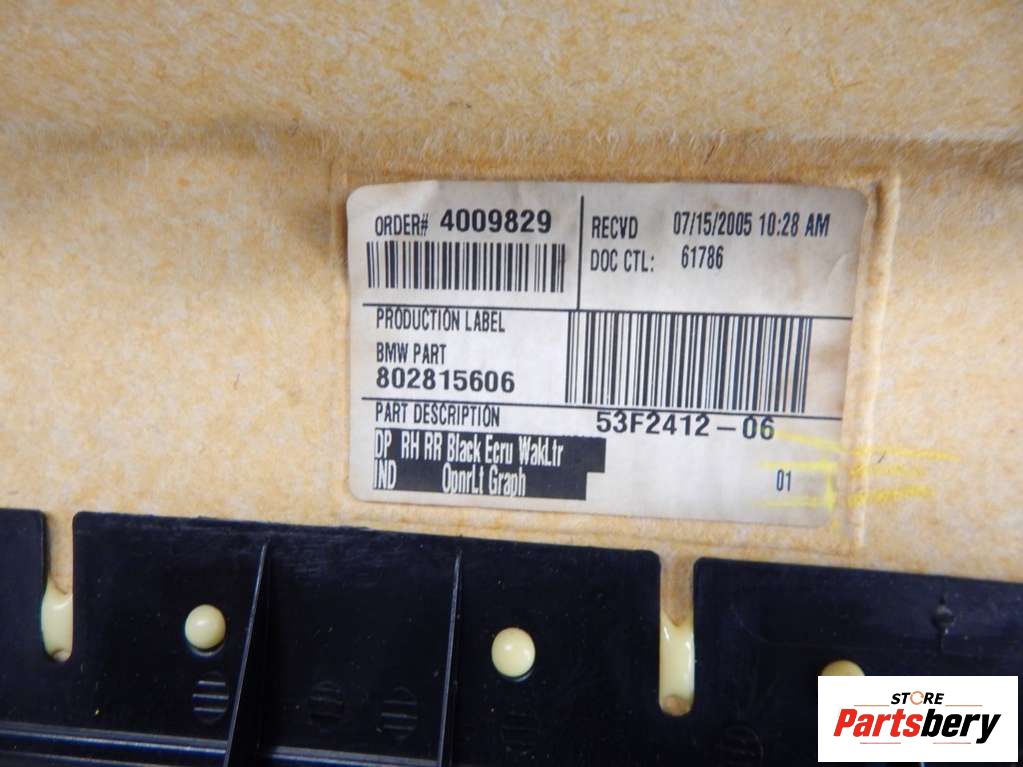 ORDER# 4009829
RECVD 07/15/2005 10:28 AM
DOC CTL: 61786
PRODUCTION LABEL
BMW PART
802815606
PART DESCRIPTION
53F2412-06
DP RH RR Black Ecru WakLtr
IND OpnrLt Graph
01
STORE
Partsbery